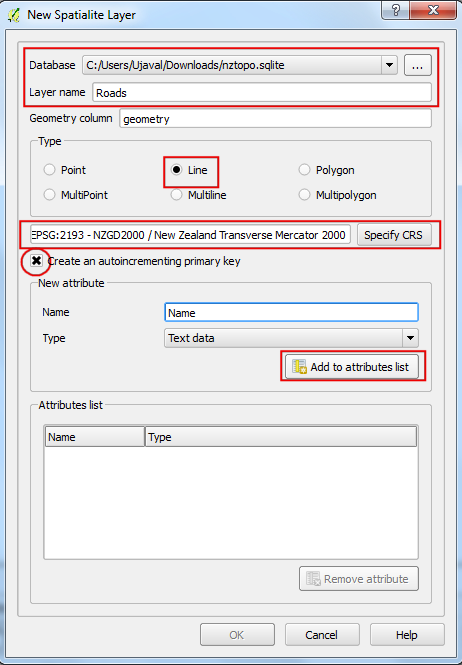 New Spatialite Layer
Database C:/Users/Ujaval/Downloads/nztopo.sqlite ...
Layer name Roads
Geometry column geometry
Type
Point Line Polygon
MultiPoint Multiline Multipolygon
EPSG:2193 - NZGD2000 / New Zealand Transverse Mercator 2000 Specify CRS
Create an autoincrementing primary key
New attribute
Name Name
Type Text data
Add to attributes list
Attributes list
Name Type
Remove attribute
OK Cancel Help